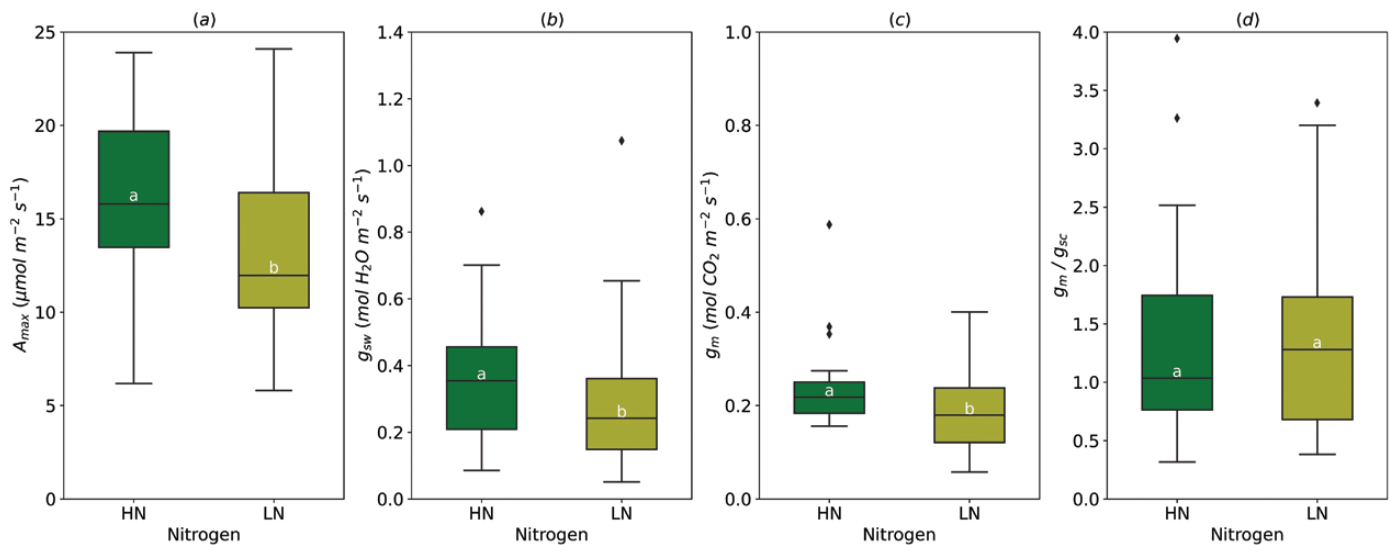 (a)
25
20
15
10
5
0
A_max (μmol m⁻² s⁻¹)
a
b
HN
LN
Nitrogen
(b)
1.4
1.2
1.0
0.8
0.6
0.4
0.2
0.0
g_sw (mol H₂O m⁻² s⁻¹)
a
b
HN
LN
Nitrogen
(c)
1.0
0.8
0.6
0.4
0.2
0.0
g_m (mol CO₂ m⁻² s⁻¹)
a
b
HN
LN
Nitrogen
(d)
4.0
3.5
3.0
2.5
2.0
1.5
1.0
0.5
0.0
g_m / g_sc
a
a
HN
LN
Nitrogen